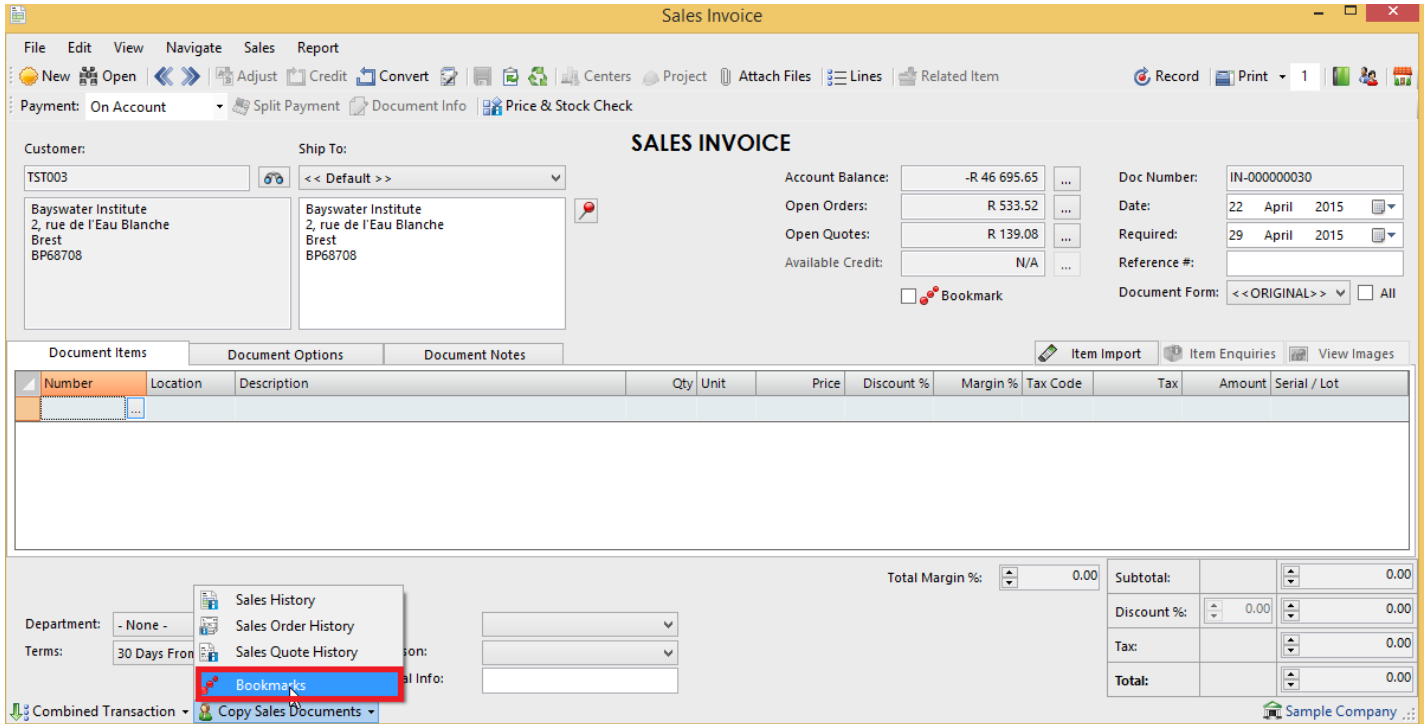 Sales Invoice
File Edit View Navigate Sales Report
New Open Adjust Credit Convert Centers Project Attach Files Lines Related Item Record Print 1
Payment: On Account Split Payment Document Info Price & Stock Check
SALES INVOICE
Customer: Ship To:
TST003 << Default >> Account Balance: -R 46 695.65 ... Doc Number: IN-000000030
Bayswater Institute Bayswater Institute Open Orders: R 533.52 ... Date: 22 April 2015
2, rue de l'Eau Blanche 2, rue de l'Eau Blanche
Brest Brest Open Quotes: R 139.08 ... Required: 29 April 2015
BP68708 BP68708 Available Credit: N/A ... Reference #:
Bookmark Document Form: <<ORIGINAL>> All
Document Items Document Options Document Notes Item Import Item Enquiries View Images
Number Location Description Qty Unit Price Discount % Margin % Tax Code Tax Amount Serial / Lot
...
Total Margin %: 0.00 Subtotal: 0.00
Sales History
Discount %: 0.00 0.00
Department: - None - Sales Order History
Terms: 30 Days From Sales Quote History son: Tax: 0.00
Bookmarks al Info: Total: 0.00
Combined Transaction Copy Sales Documents Sample Company